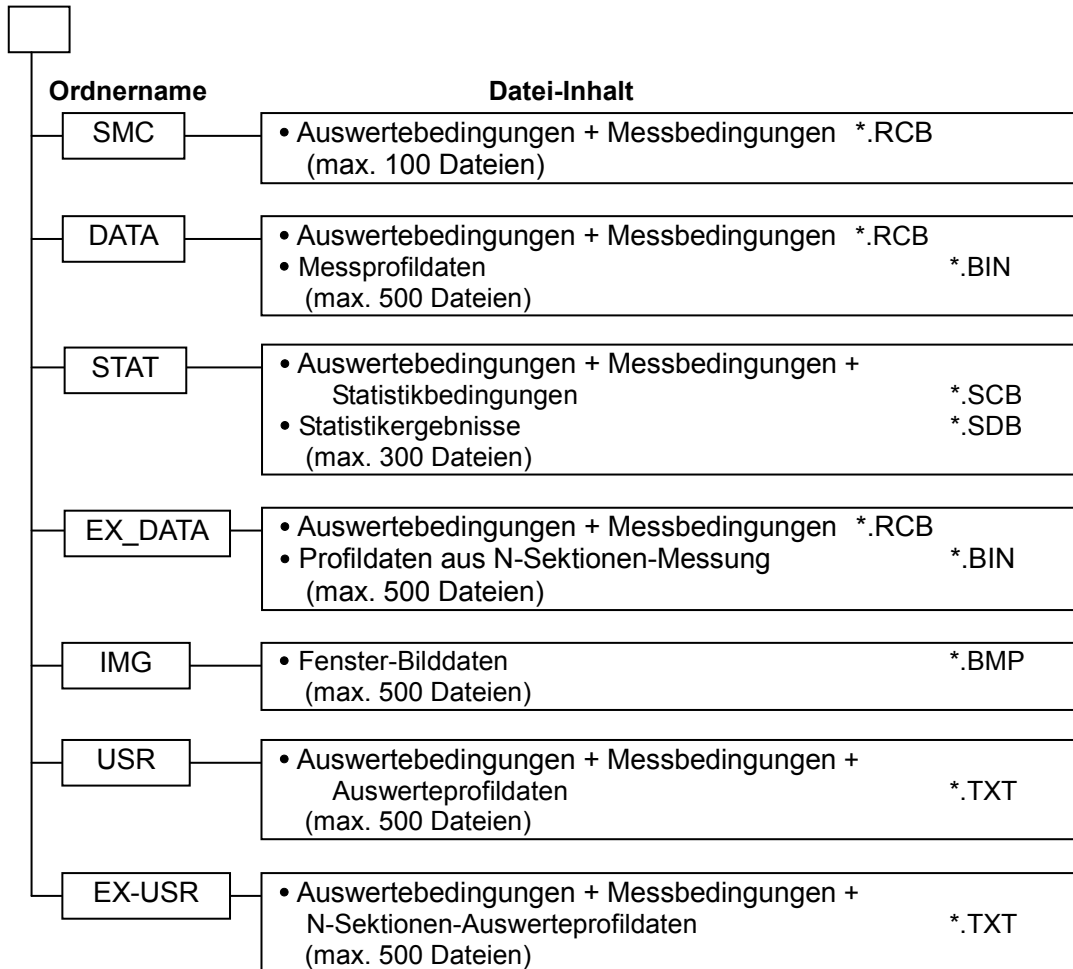 Ordnername Datei-Inhalt
SMC • Auswertebedingungen + Messbedingungen *.RCB
(max. 100 Dateien)
DATA • Auswertebedingungen + Messbedingungen *.RCB
• Messprofildaten *.BIN
(max. 500 Dateien)
STAT • Auswertebedingungen + Messbedingungen +
Statistikbedingungen *.SCB
• Statistikergebnisse *.SDB
(max. 300 Dateien)
EX_DATA • Auswertebedingungen + Messbedingungen *.RCB
• Profildaten aus N-Sektionen-Messung *.BIN
(max. 500 Dateien)
IMG • Fenster-Bilddaten *.BMP
(max. 500 Dateien)
USR • Auswertebedingungen + Messbedingungen +
Auswerteprofildaten *.TXT
(max. 500 Dateien)
EX-USR • Auswertebedingungen + Messbedingungen +
N-Sektionen-Auswerteprofildaten *.TXT
(max. 500 Dateien)